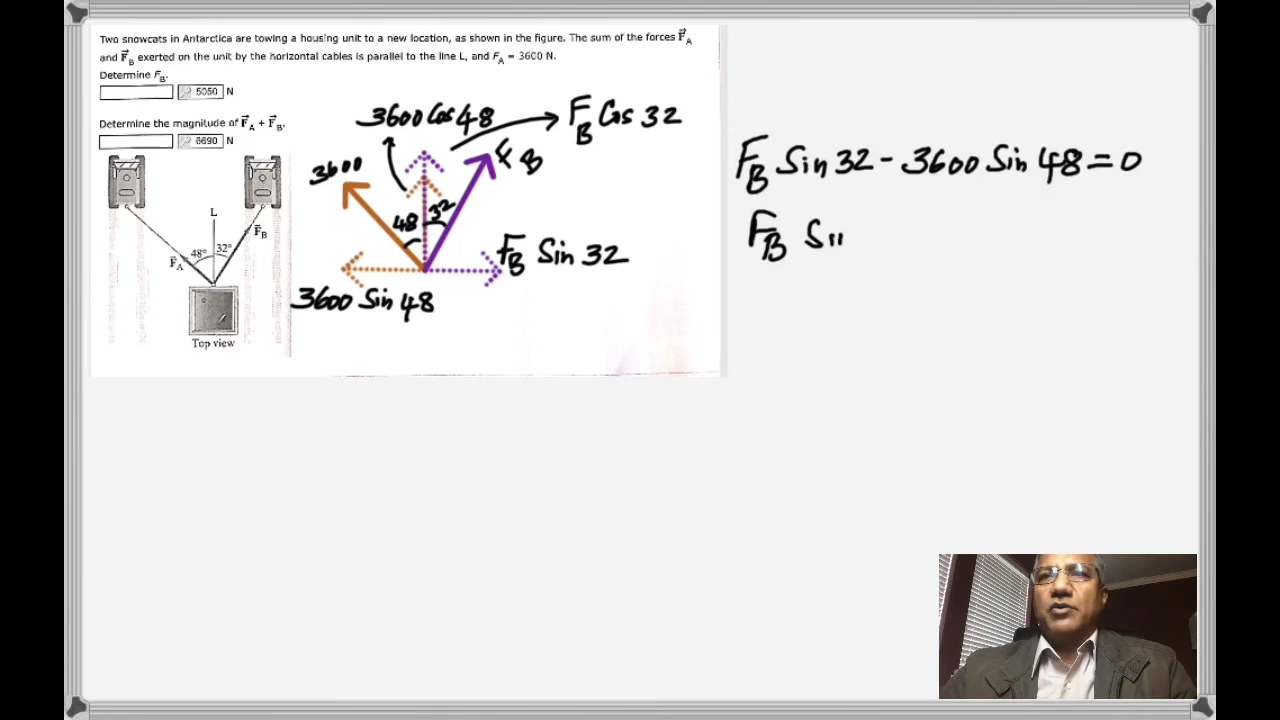 Two snowcats in Antarctica are towing a housing unit to a new location, as shown in the figure. The sum of the forces F⃗A
and F⃗B exerted on the unit by the horizontal cables is parallel to the line L, and FA = 3600 N.
Determine FB.
5050 N
Determine the magnitude of F⃗A + F⃗B.
6690 N
3600 Cos 48
FB Cos 32
3600
FB
48
32
FB Sin 32
3600 Sin 48
L
48°
32°
F⃗A
F⃗B
Top view
FB Sin 32 - 3600 Sin 48 = 0
FB